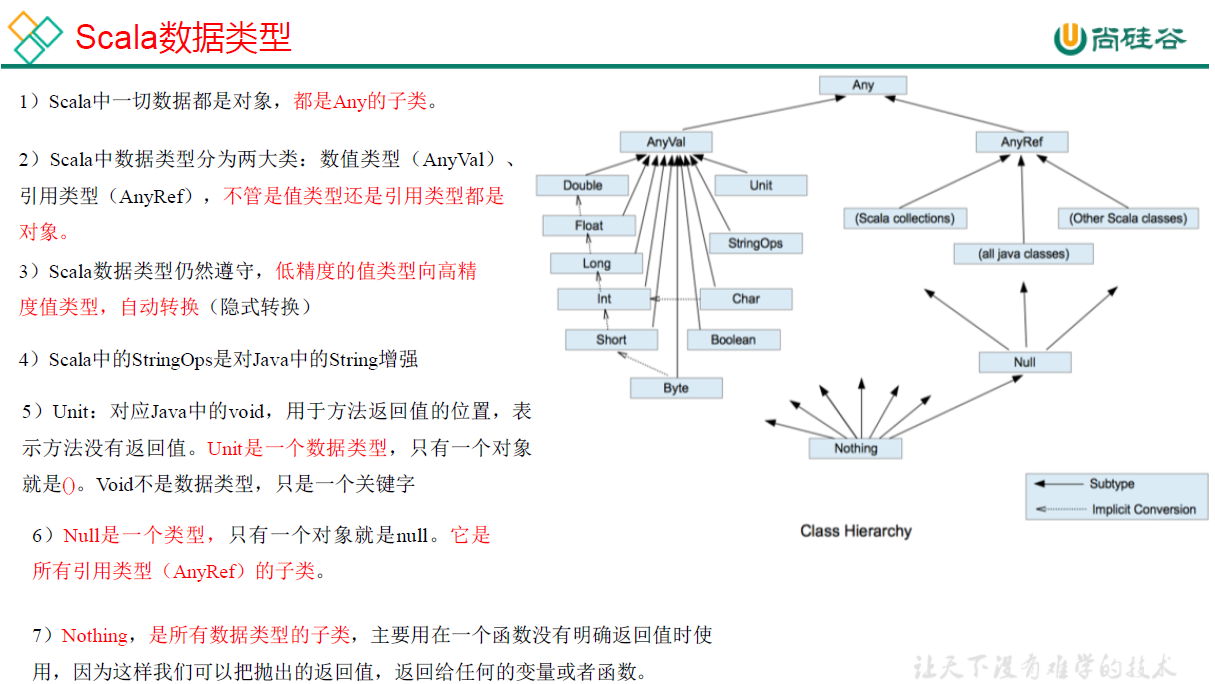 Scala数据类型
尚硅谷
1）Scala中一切数据都是对象，都是Any的子类。
2）Scala中数据类型分为两大类：数值类型（AnyVal）、
引用类型（AnyRef），不管是值类型还是引用类型都是
对象。
3）Scala数据类型仍然遵守，低精度的值类型向高精
度值类型，自动转换（隐式转换）
4）Scala中的StringOps是对Java中的String增强
5）Unit：对应Java中的void，用于方法返回值的位置，表
示方法没有返回值。Unit是一个数据类型，只有一个对象
就是()。Void不是数据类型，只是一个关键字
6）Null是一个类型，只有一个对象就是null。它是
所有引用类型（AnyRef）的子类。
7）Nothing，是所有数据类型的子类，主要用在一个函数没有明确返回值时使
用，因为这样我们可以把抛出的返回值，返回给任何的变量或者函数。
Any
AnyVal
AnyRef
Double
Unit
Float
StringOps
Long
Int
Char
Short
Boolean
Byte
(Scala collections)
(Other Scala classes)
(all java classes)
Null
Nothing
Subtype
Implicit Conversion
Class Hierarchy
让天下没有难学的技术